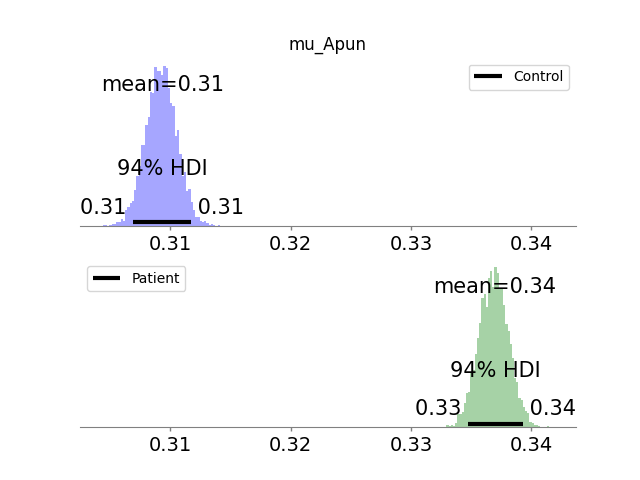 mu_Apun
mean=0.31
Control
94% HDI
0.31 0.31
0.31 0.32 0.33 0.34
Patient
mean=0.34
94% HDI
0.33 0.34
0.31 0.32 0.33 0.34